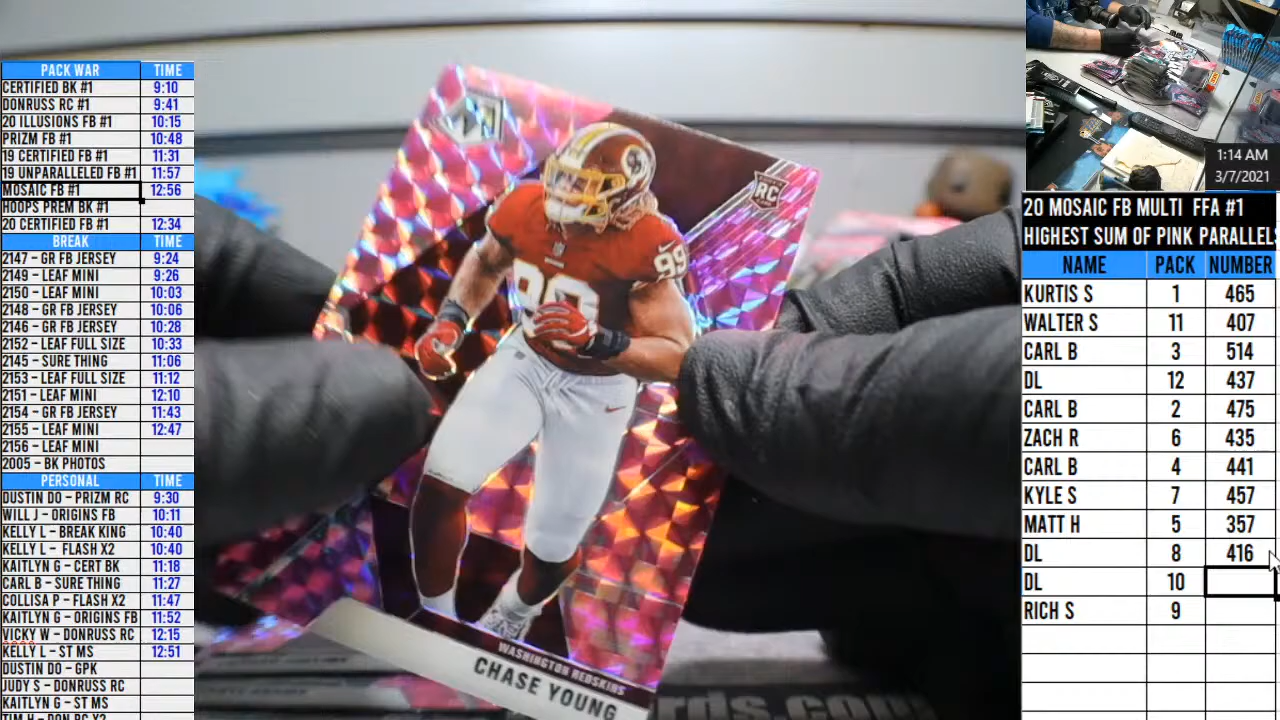 PACK WAR TIME
CERTIFIED BK #1 9:10
DONRUSS RC #1 9:41
20 ILLUSIONS FB #1 10:15
PRIZM FB #1 10:48
19 CERTIFIED FB #1 11:31
19 UNPARALLELED FB #1 11:57
MOSAIC FB #1 12:56
HOOPS PREM BK #1
20 CERTIFIED FB #1 12:34
BREAK TIME
2147 - GR FB JERSEY 9:24
2149 - LEAF MINI 9:26
2150 - LEAF MINI 10:03
2148 - GR FB JERSEY 10:06
2146 - GR FB JERSEY 10:28
2152 - LEAF FULL SIZE 10:33
2145 - SURE THING 11:06
2153 - LEAF FULL SIZE 11:12
2151 - LEAF MINI 12:10
2154 - GR FB JERSEY 11:43
2155 - LEAF MINI 12:47
2156 - LEAF MINI
2005 - BK PHOTOS
PERSONAL TIME
DUSTIN DO - PRIZM RC 9:30
WILL J - ORIGINS FB 10:11
KELLY L - BREAK KING 10:40
KELLY L - FLASH X2 10:40
KAITLYN G - CERT BK 11:18
CARL B - SURE THING 11:27
COLLISA P - FLASH X2 11:47
KAITLYN G - ORIGINS FB 11:52
VICKY W - DONRUSS RC 12:15
KELLY L - ST MS 12:51
DUSTIN DO - GPK
JUDY S - DONRUSS RC
KAITLYN G - ST MS
TIM H - DON RC X2
RC
99
99
WASHINGTON REDSKINS
CHASE YOUNG
rds.com
1:14 AM
3/7/2021
20 MOSAIC FB MULTI FFA #1
HIGHEST SUM OF PINK PARALLELS
NAME PACK NUMBER
KURTIS S 1 465
WALTER S 11 407
CARL B 3 514
DL 12 437
CARL B 2 475
ZACH R 6 435
CARL B 4 441
KYLE S 7 457
MATT H 5 357
DL 8 416
DL 10
RICH S 9